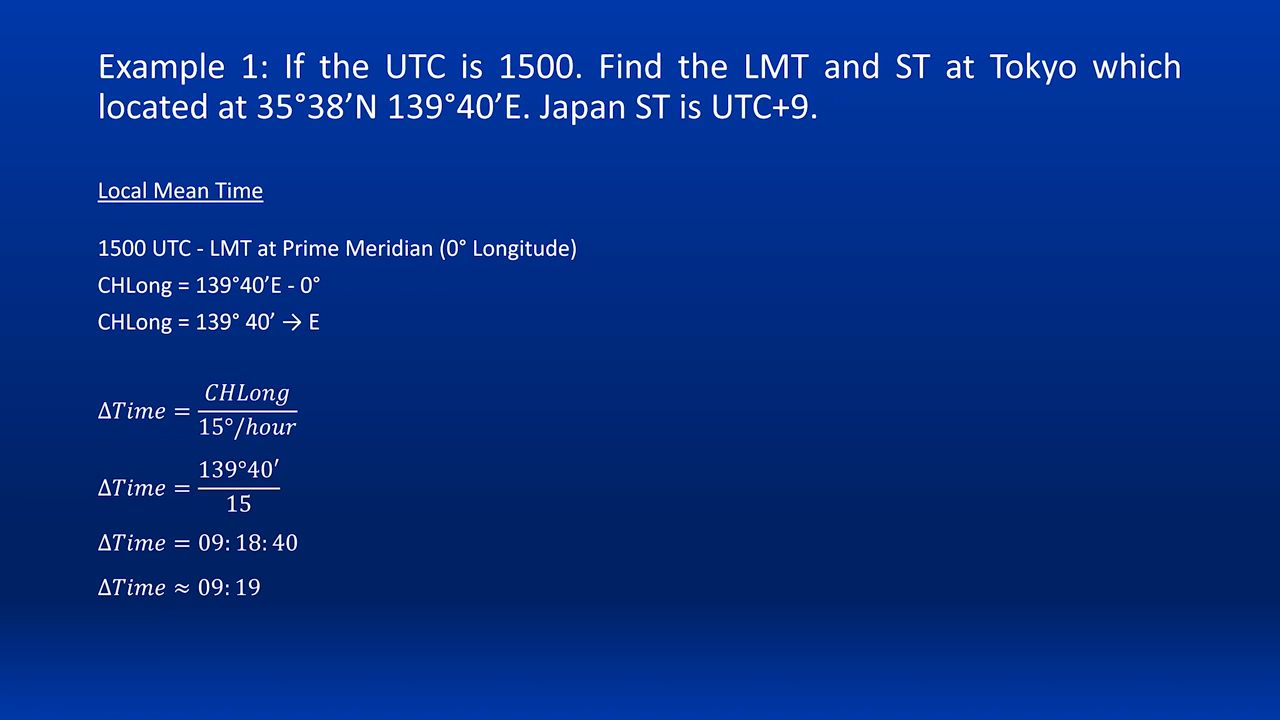 Example 1: If the UTC is 1500. Find the LMT and ST at Tokyo which
located at 35°38’N 139°40’E. Japan ST is UTC+9.
Local Mean Time
1500 UTC - LMT at Prime Meridian (0° Longitude)
CHLong = 139°40’E - 0°
CHLong = 139° 40’ → E
ΔTime = CHLong / 15°/hour
ΔTime = 139°40′ / 15
ΔTime = 09: 18: 40
ΔTime ≈ 09: 19